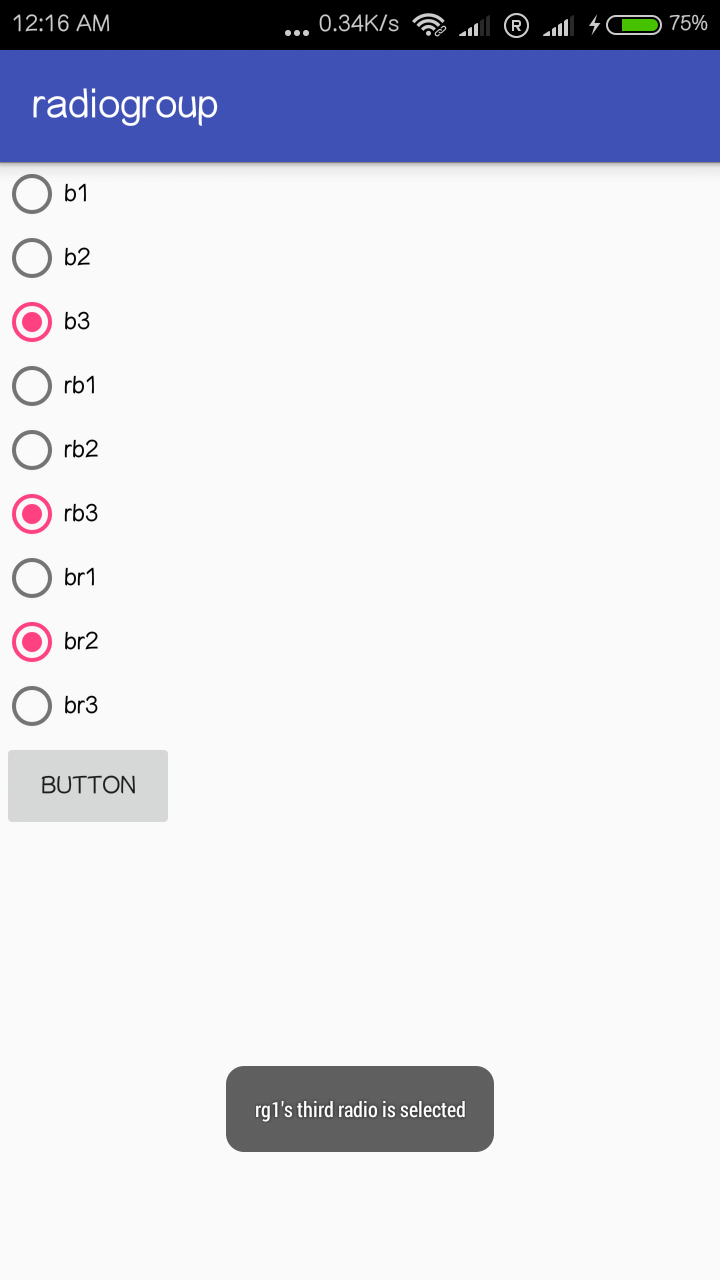 12:16 AM ... 0.34K/s R 75%
radiogroup
b1
b2
b3
rb1
rb2
rb3
br1
br2
br3
BUTTON
rg1's third radio is selected